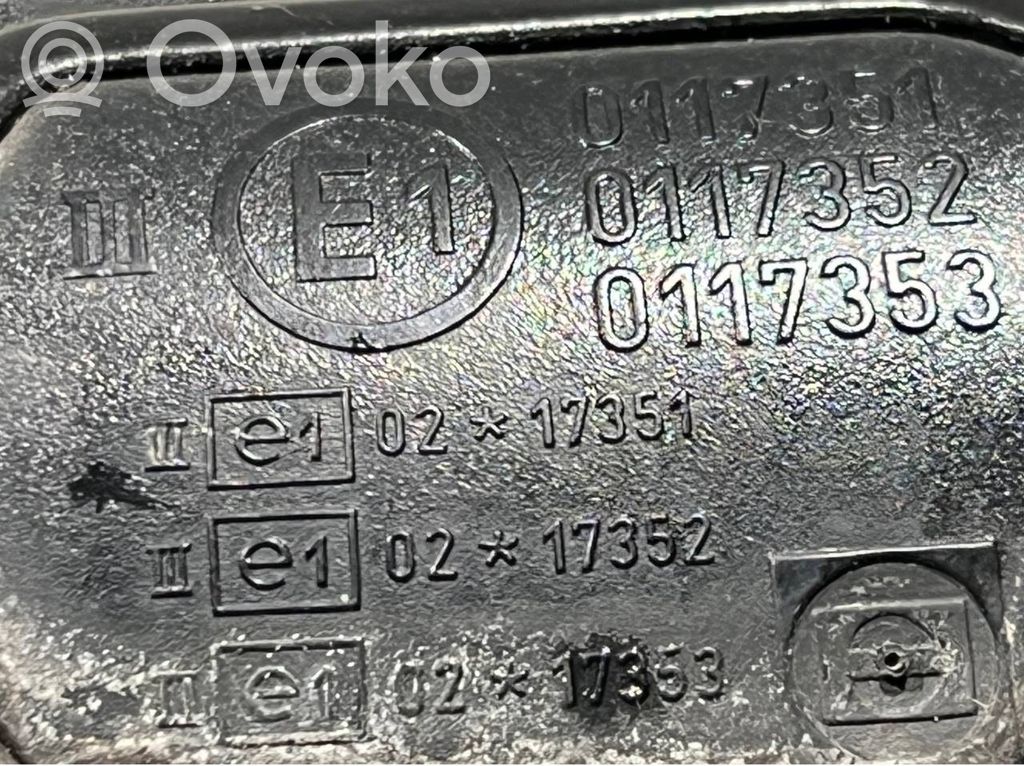 Ovoko
0117351
III E1 0117352
0117353
II e1 02*17351
II e1 02*17352
II e1 02*17353